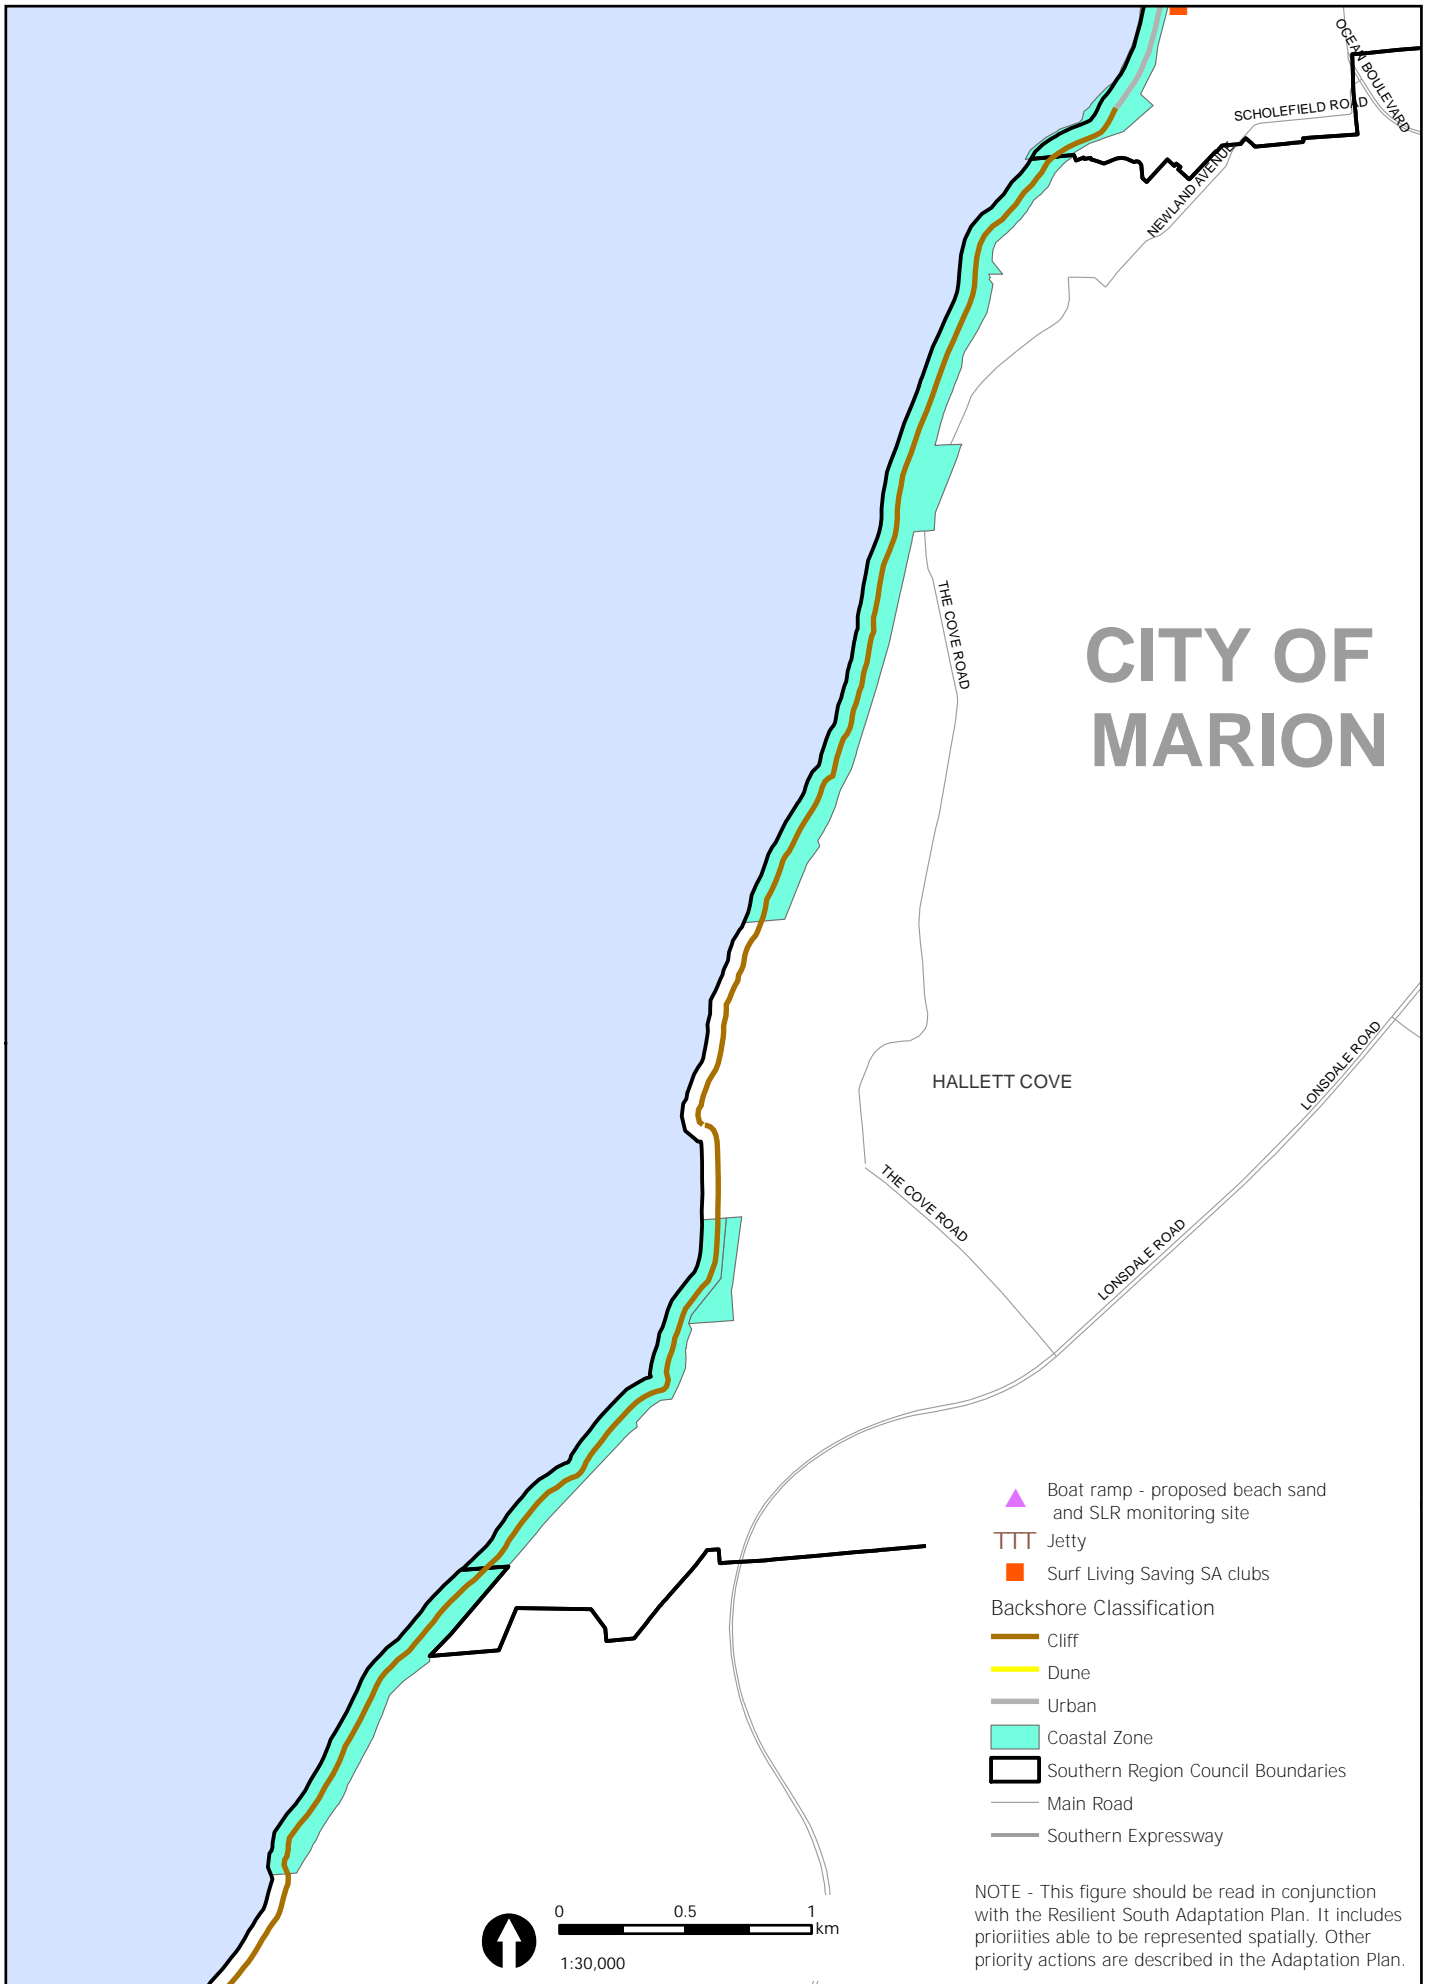 OCEAN BOULEVARD
SCHOLEFIELD ROAD
NEWLAND AVENUE
THE COVE ROAD
CITY OF
MARION
LONSDALE ROAD
HALLETT COVE
THE COVE ROAD
LONSDALE ROAD
Boat ramp - proposed beach sand
and SLR monitoring site
Jetty
Surf Living Saving SA clubs
Backshore Classification
Cliff
Dune
Urban
Coastal Zone
Southern Region Council Boundaries
Main Road
Southern Expressway
NOTE - This figure should be read in conjunction
with the Resilient South Adaptation Plan. It includes
prioriities able to be represented spatially. Other
priority actions are described in the Adaptation Plan.
0 0.5 1
km
1:30,000